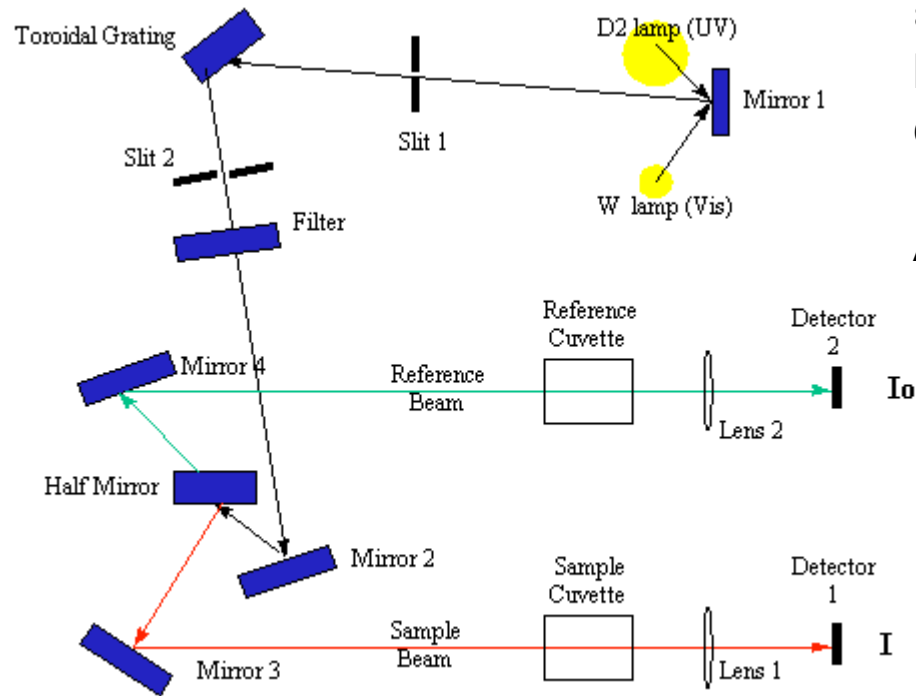 Toroidal Grating
D2 lamp (UV)
Mirror 1
Slit 1
Slit 2
W lamp (Vis)
Filter
Reference
Cuvette
Detector
2
Mirror 4
Reference
Beam
Io
Lens 2
Half Mirror
Mirror 2
Sample
Cuvette
Detector
1
Sample
Beam
I
Mirror 3
Lens 1